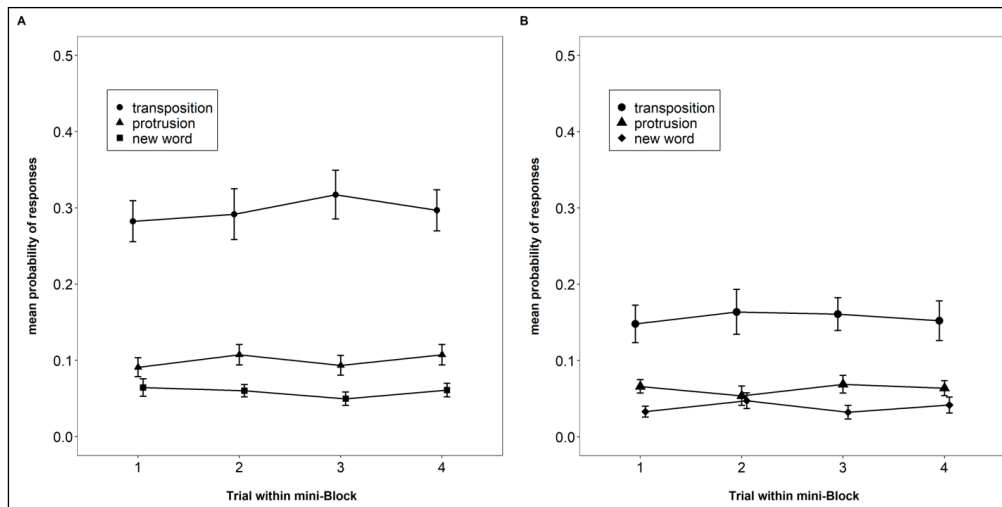 A
0.5
0.4
0.3
0.2
0.1
0.0
mean probability of responses
transposition
protrusion
new word
1 2 3 4
Trial within mini-Block
B
0.5
0.4
0.3
0.2
0.1
0.0
mean probability of responses
transposition
protrusion
new word
1 2 3 4
Trial within mini-Block